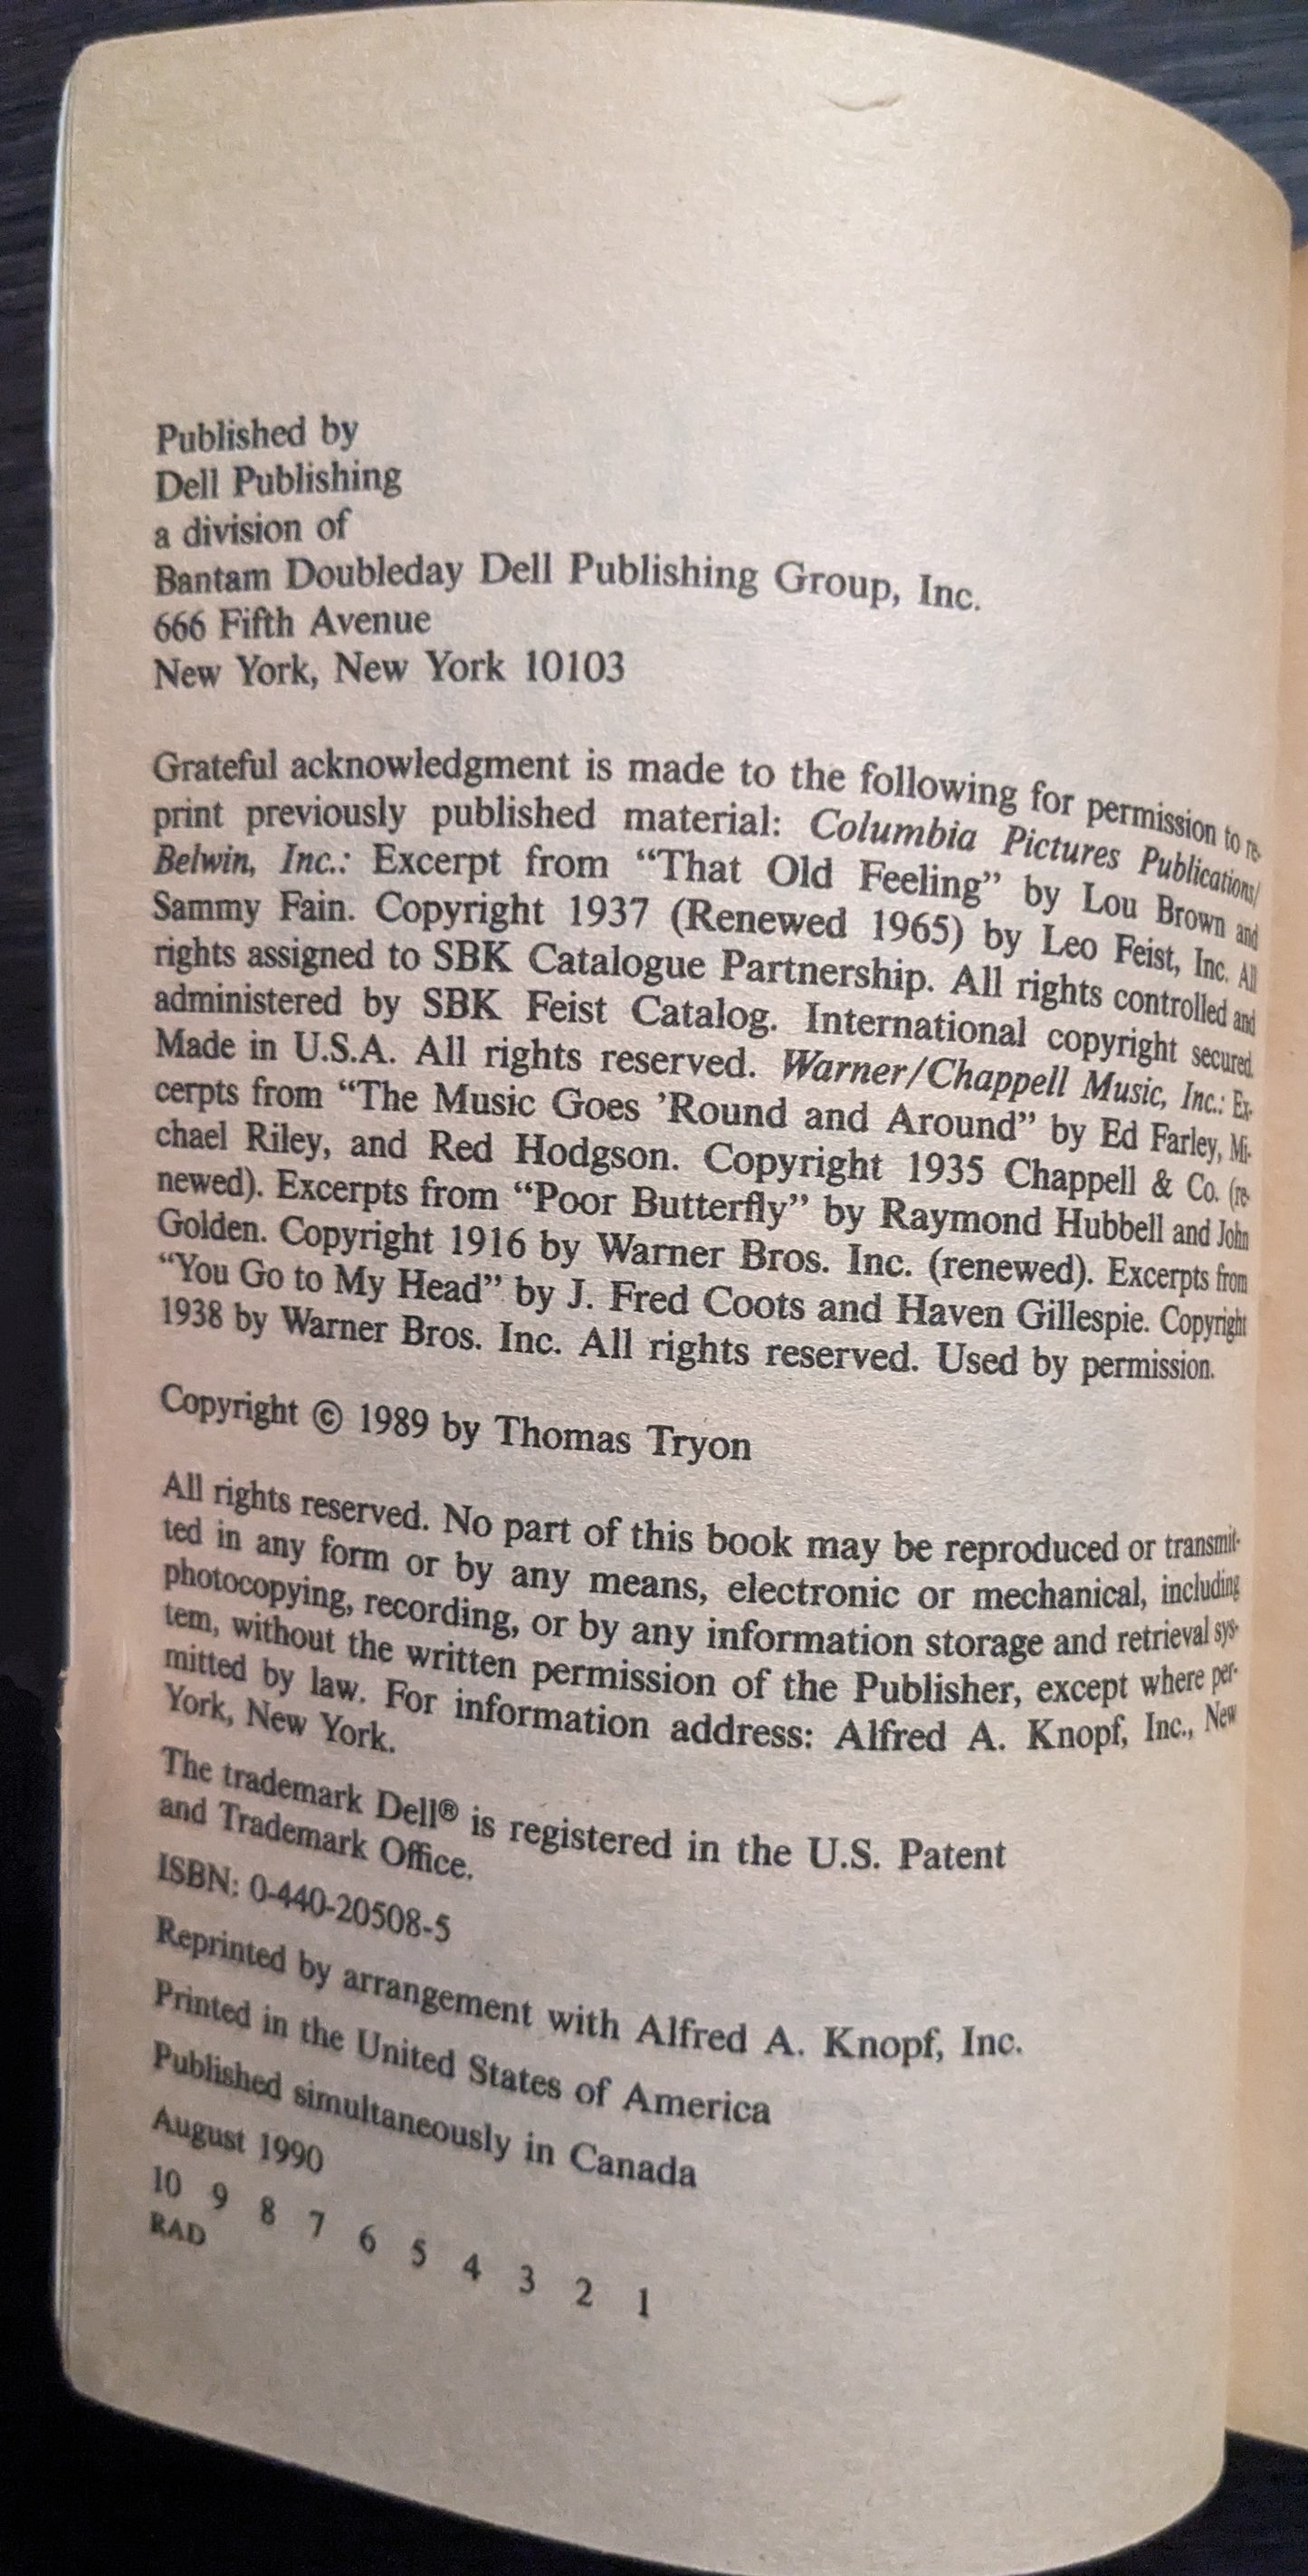 Published by
Dell Publishing
a division of
Bantam Doubleday Dell Publishing Group, Inc.
666 Fifth Avenue
New York, New York 10103
Grateful acknowledgment is made to the following for permission to re-
print previously published material: Columbia Pictures Publications/
Belwin, Inc.: Excerpt from “That Old Feeling” by Lou Brown and
Sammy Fain. Copyright 1937 (Renewed 1965) by Leo Feist, Inc. All
rights assigned to SBK Catalogue Partnership. All rights controlled and
administered by SBK Feist Catalog. International copyright secured.
Made in U.S.A. All rights reserved. Warner/Chappell Music, Inc.: Ex-
cerpts from “The Music Goes ’Round and Around” by Ed Farley, Mi-
chael Riley, and Red Hodgson. Copyright 1935 Chappell & Co. (re-
newed). Excerpts from “Poor Butterfly” by Raymond Hubbell and John
Golden. Copyright 1916 by Warner Bros. Inc. (renewed). Excerpts from
“You Go to My Head” by J. Fred Coots and Haven Gillespie. Copyright
1938 by Warner Bros. Inc. All rights reserved. Used by permission.
Copyright © 1989 by Thomas Tryon
All rights reserved. No part of this book may be reproduced or transmit-
ted in any form or by any means, electronic or mechanical, including
photocopying, recording, or by any information storage and retrieval sys-
tem, without the written permission of the Publisher, except where per-
mitted by law. For information address: Alfred A. Knopf, Inc., New
York, New York.
The trademark Dell® is registered in the U.S. Patent
and Trademark Office.
ISBN: 0-440-20508-5
Reprinted by arrangement with Alfred A. Knopf, Inc.
Printed in the United States of America
Published simultaneously in Canada
August 1990
10 9 8 7 6 5 4 3 2 1
RAD